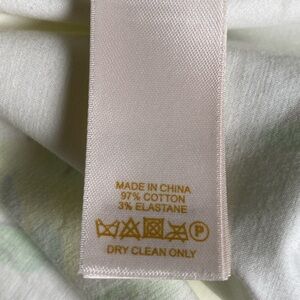 MADE IN CHINA
97% COTTON
3% ELASTANE
P
DRY CLEAN ONLY